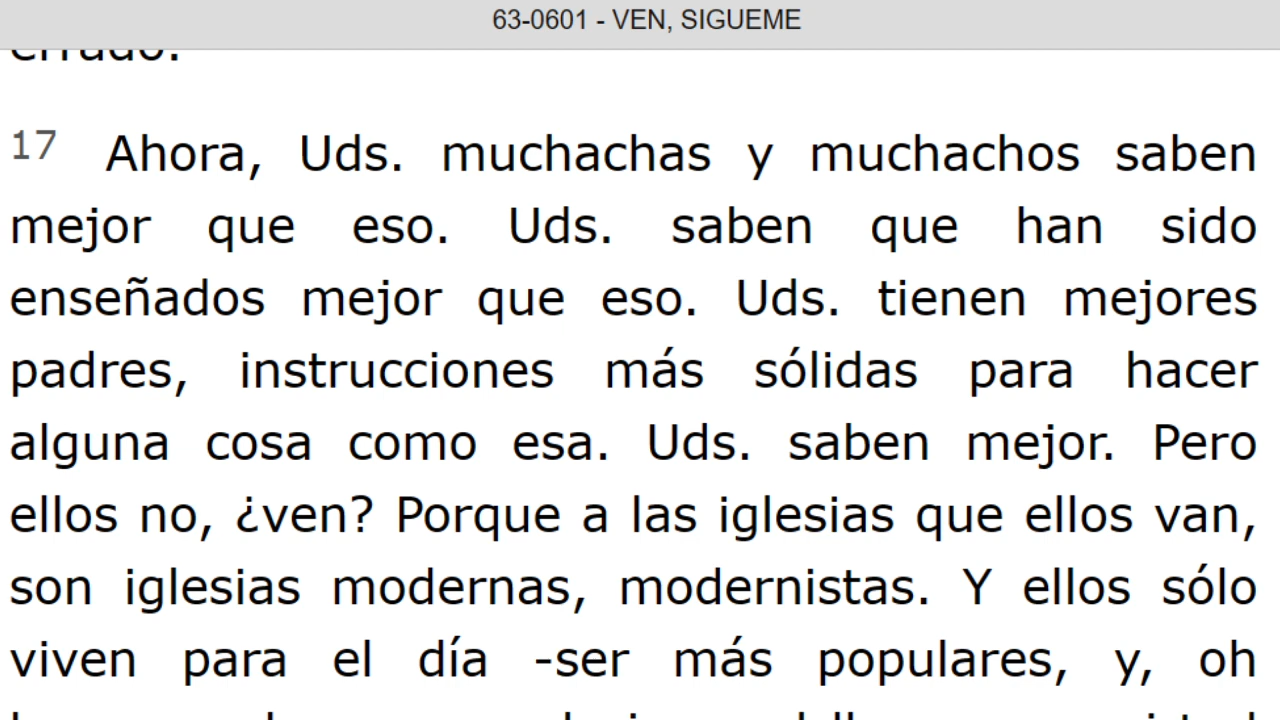 63-0601 - VEN, SIGUEME
errado.
17 Ahora, Uds. muchachas y muchachos saben
mejor que eso. Uds. saben que han sido
enseñados mejor que eso. Uds. tienen mejores
padres, instrucciones más sólidas para hacer
alguna cosa como esa. Uds. saben mejor. Pero
ellos no, ¿ven? Porque a las iglesias que ellos van,
son iglesias modernas, modernistas. Y ellos sólo
viven para el día -ser más populares, y, oh